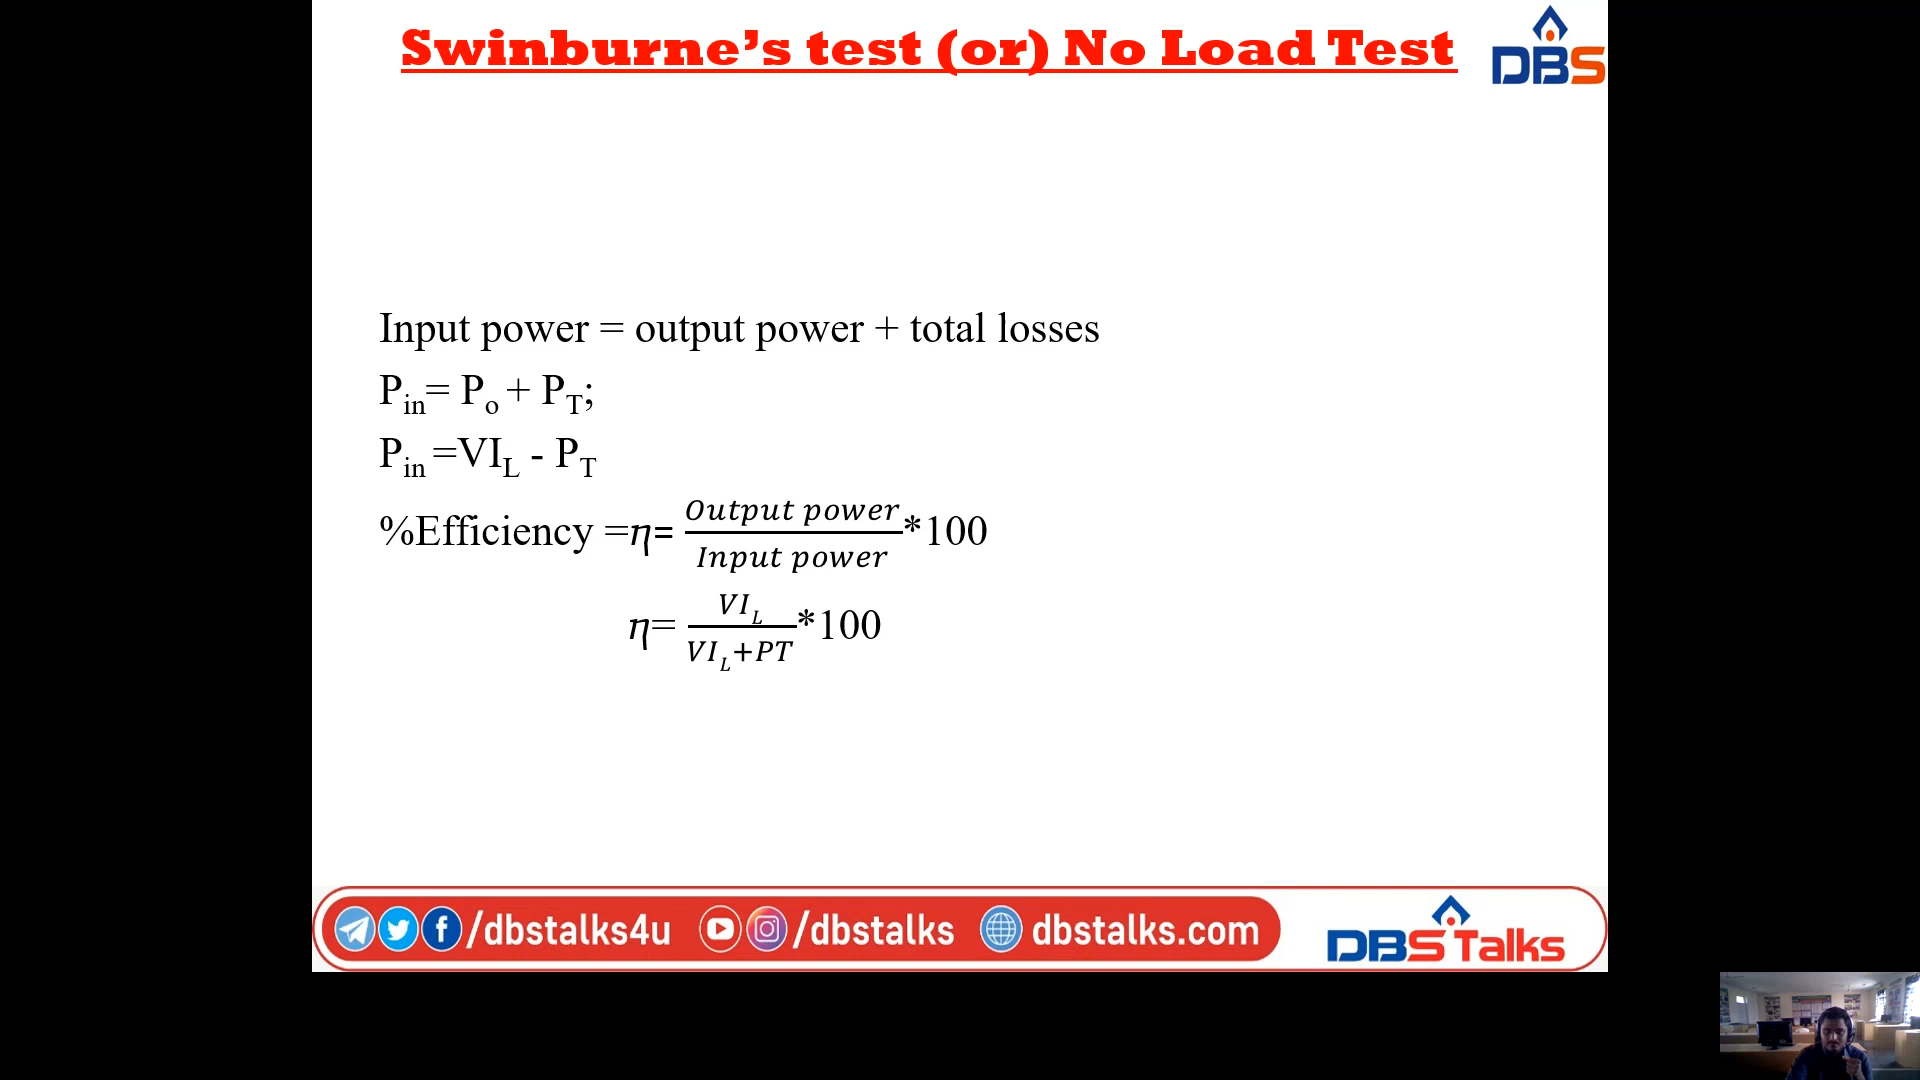 Swinburne’s test (or) No Load Test
DBS
Input power = output power + total losses
Pin= Po + PT;
Pin =VIL - PT
%Efficiency =η= Output power / Input power *100
η= VIL / VIL+PT *100
/dbstalks4u /dbstalks dbstalks.com DBS Talks